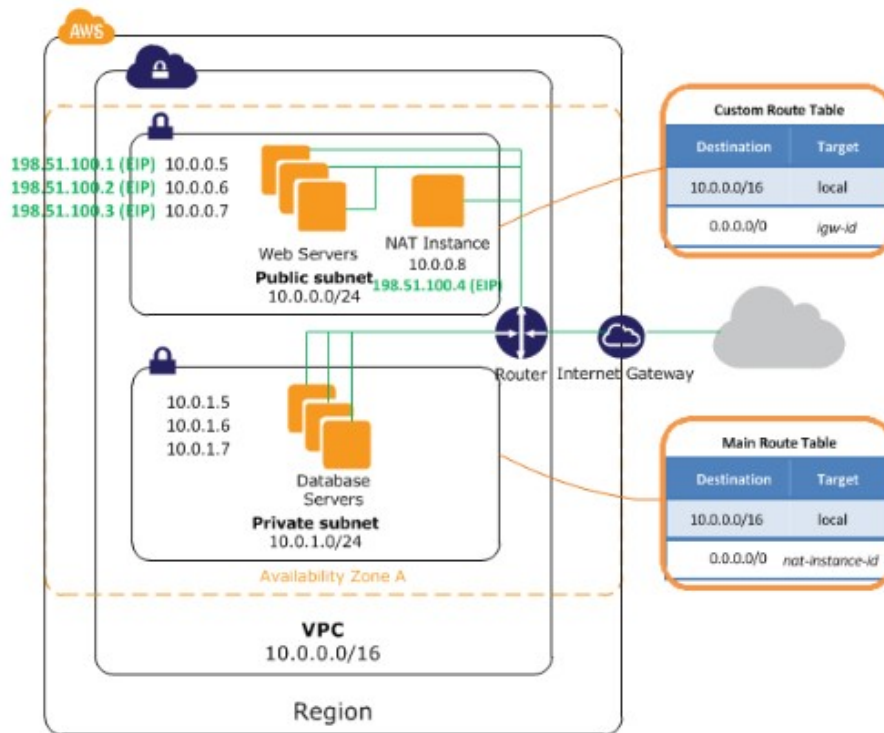 AWS
198.51.100.1 (EIP) 10.0.0.5
198.51.100.2 (EIP) 10.0.0.6
198.51.100.3 (EIP) 10.0.0.7
Web Servers
Public subnet
10.0.0.0/24
NAT Instance
10.0.0.8
198.51.100.4 (EIP)
Router
Internet Gateway
10.0.1.5
10.0.1.6
10.0.1.7
Database
Servers
Private subnet
10.0.1.0/24
Availability Zone A
VPC
10.0.0.0/16
Region
Custom Route Table
Destination Target
10.0.0.0/16 local
0.0.0.0/0 igw-id
Main Route Table
Destination Target
10.0.0.0/16 local
0.0.0.0/0 nat-instance-id